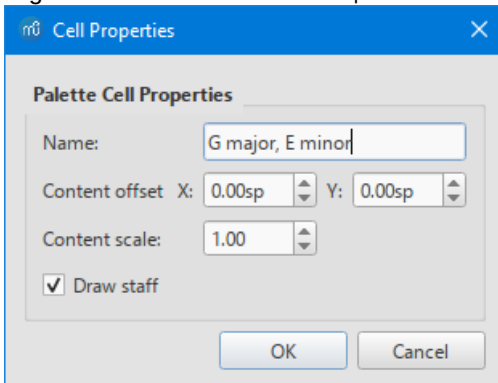 Cell Properties
Palette Cell Properties
Name: G major, E minor
Content offset X: 0.00sp Y: 0.00sp
Content scale: 1.00
Draw staff
OK Cancel